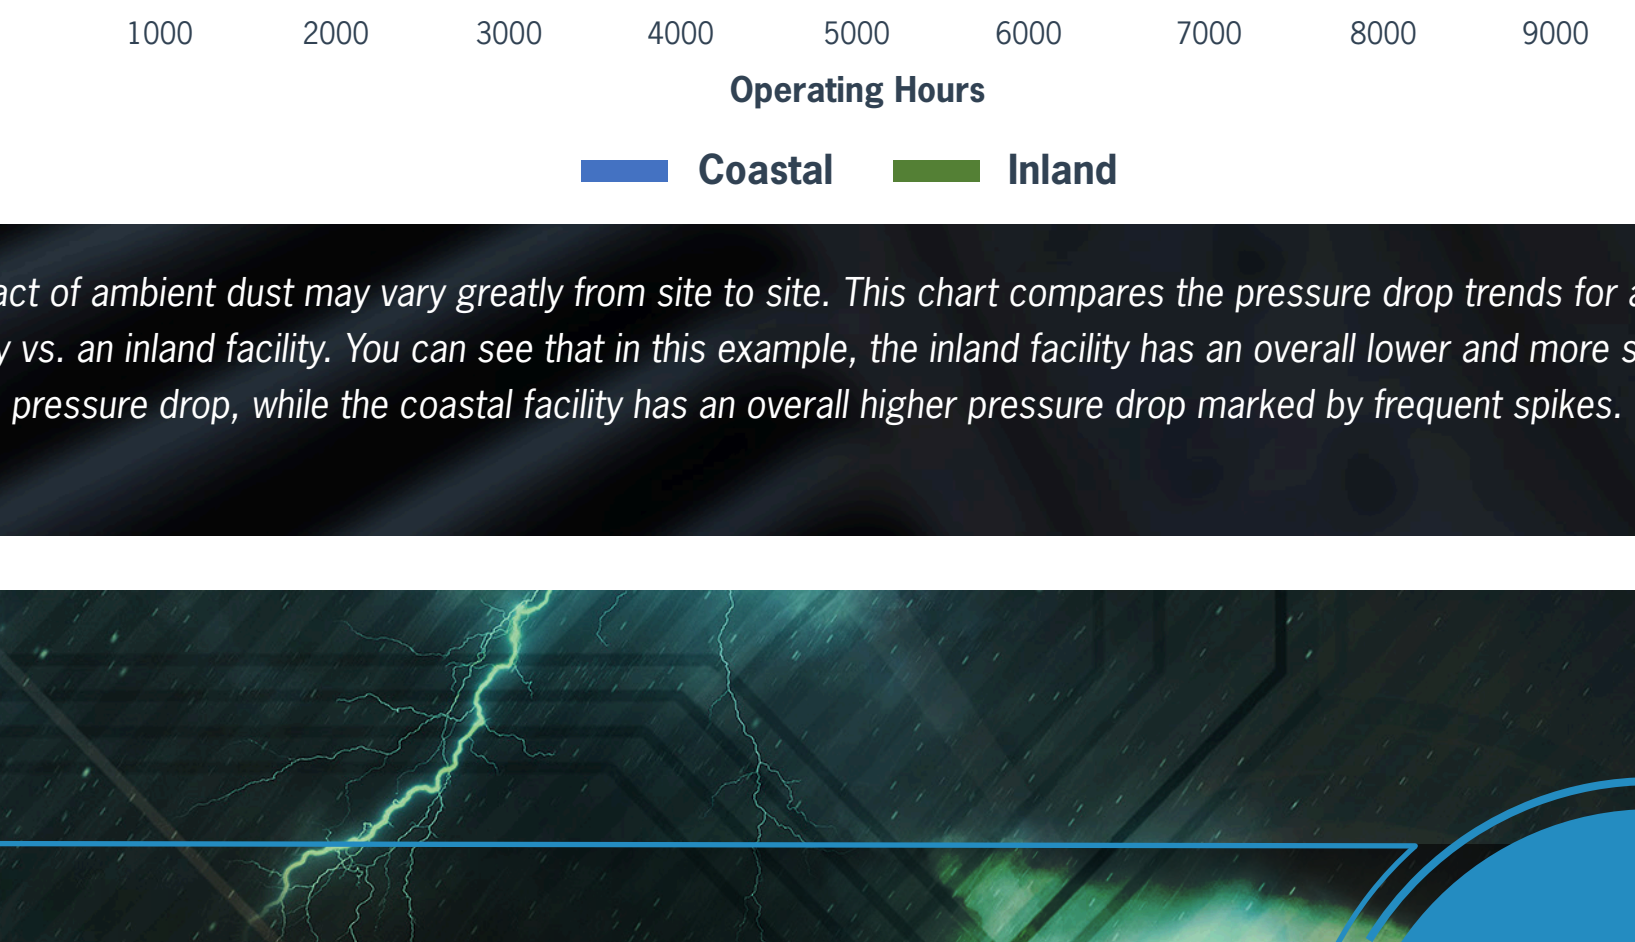 1000 2000 3000 4000 5000 6000 7000 8000 9000
Operating Hours
Coastal Inland
of ambient dust may vary greatly from site to site. This chart compares the pressure drop trends for
vs. an inland facility. You can see that in this example, the inland facility has an overall lower and more
pressure drop, while the coastal facility has an overall higher pressure drop marked by frequent spikes.